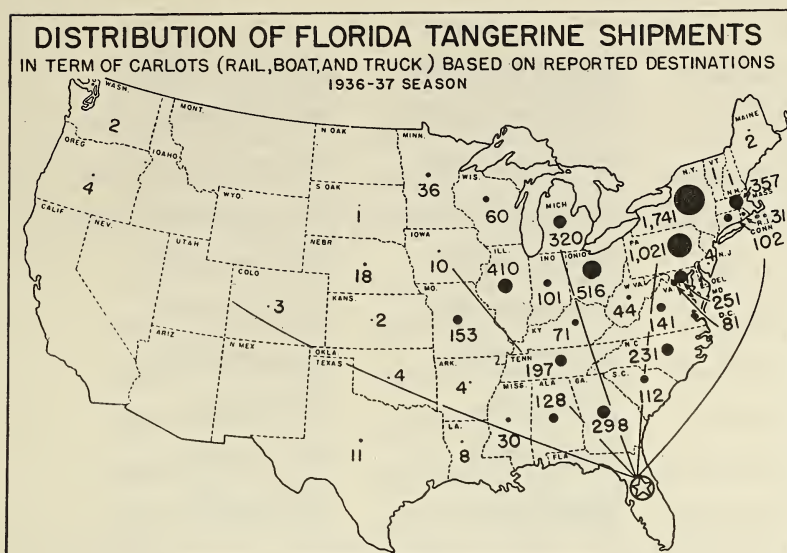 DISTRIBUTION OF FLORIDA TANGERINE SHIPMENTS
IN TERM OF CARLOTS (RAIL, BOAT, AND TRUCK) BASED ON REPORTED DESTINATIONS
1936-37 SEASON
WASH.
2
MONT.
N DAK
MINN.
36
MAINE
2
OREG
4
IDAHO
S DAK
1
WIS.
60
MICH
320
N.Y.
1,741
VT
1
N.H.
1
MASS
357
R.I.
31
CONN
102
WYO.
CALIF
NEV.
UTAH
NEBR
18
IOWA
10
ILL
410
IND
101
OHIO
516
PA
1,021
N.J.
4
DEL
MD
251
D.C.
81
COLO
3
KANS.
2
MO.
153
KY
71
W VA
44
VA
141
ARIZ
N MEX
OKLA
4
TEXAS
11
ARK.
4
TENN
197
N C
231
S.C.
112
MISS.
30
ALA
128
GA.
298
LA.
8
FLA